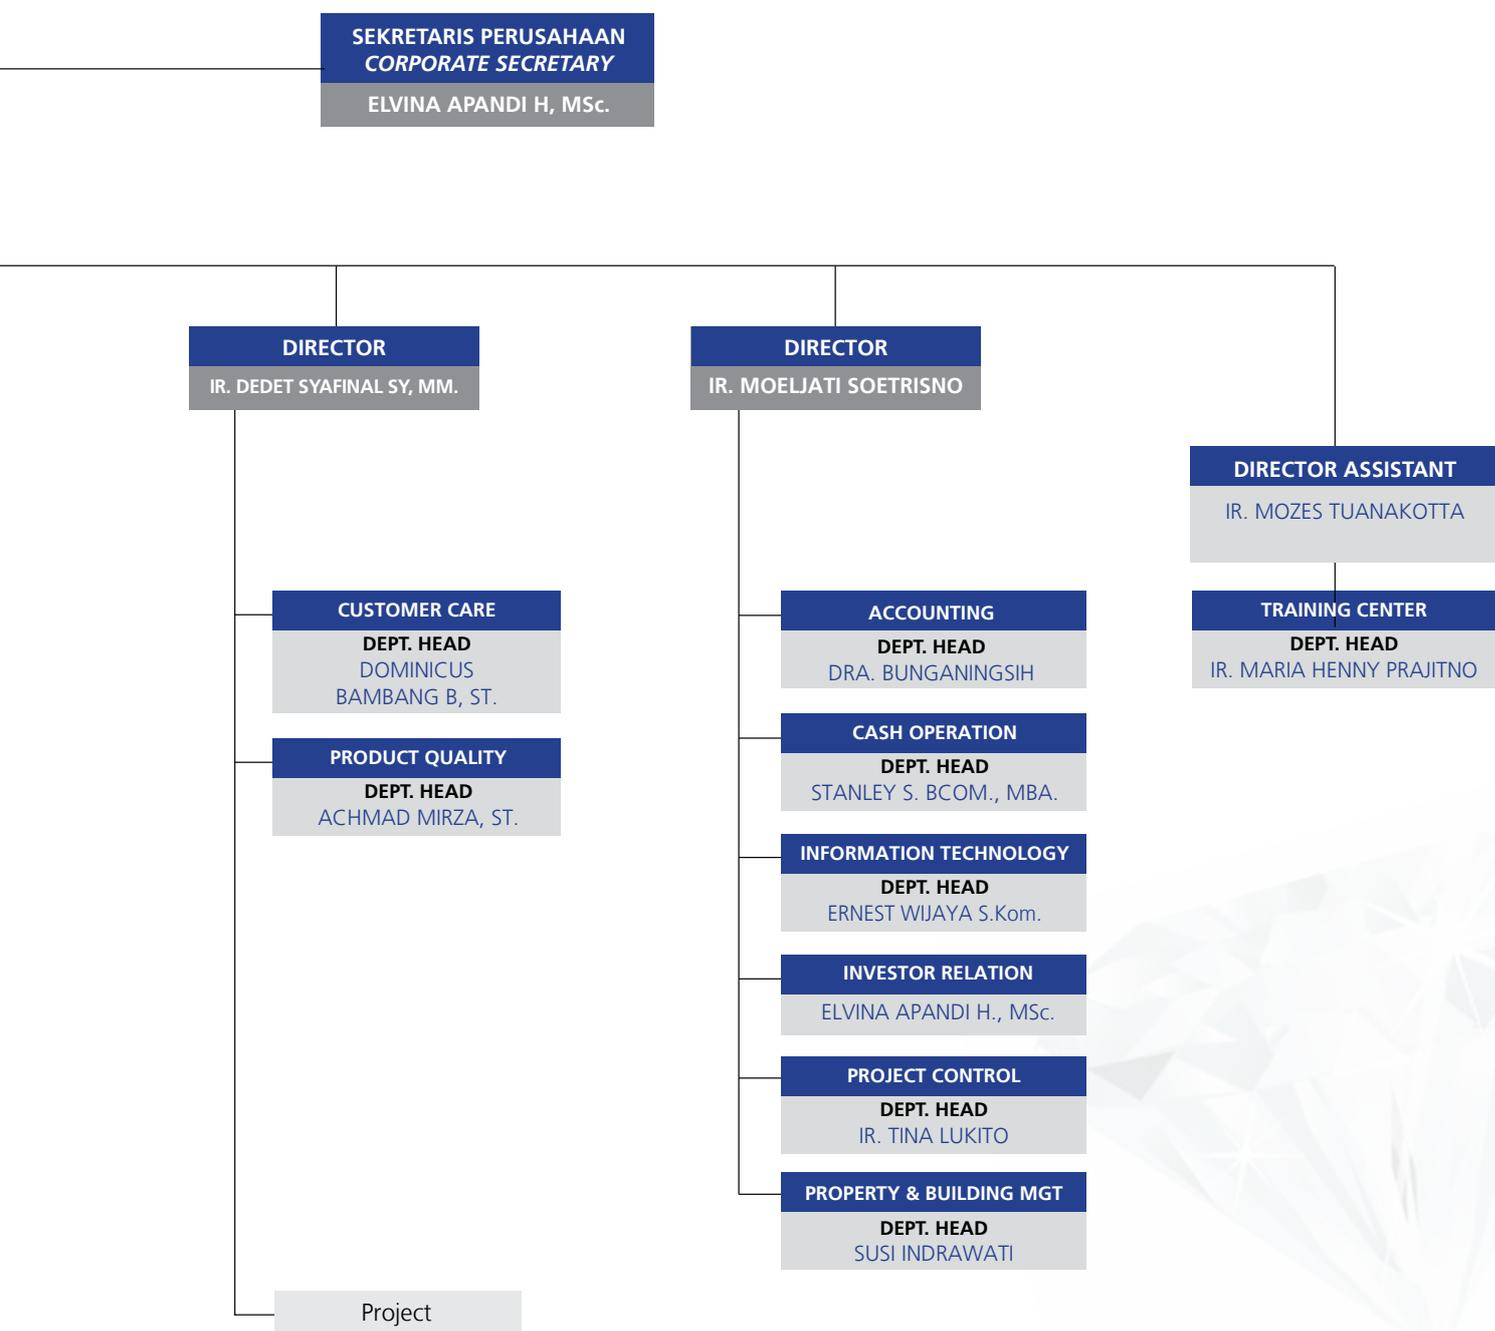 SEKRETARIS PERUSAHAAN
CORPORATE SECRETARY
ELVINA APANDI H, MSc.
DIRECTOR
IR. DEDET SYAFINAL SY, MM.
CUSTOMER CARE
DEPT. HEAD
DOMINICUS
BAMBANG B, ST.
PRODUCT QUALITY
DEPT. HEAD
ACHMAD MIRZA, ST.
Project
DIRECTOR
IR. MOELJATI SOETRISNO
ACCOUNTING
DEPT. HEAD
DRA. BUNGANINGSIH
CASH OPERATION
DEPT. HEAD
STANLEY S. BCOM., MBA.
INFORMATION TECHNOLOGY
DEPT. HEAD
ERNEST WIJAYA S.Kom.
INVESTOR RELATION
ELVINA APANDI H., MSc.
PROJECT CONTROL
DEPT. HEAD
IR. TINA LUKITO
PROPERTY & BUILDING MGT
DEPT. HEAD
SUSI INDRAWATI
DIRECTOR ASSISTANT
IR. MOZES TUANAKOTTA
TRAINING CENTER
DEPT. HEAD
IR. MARIA HENNY PRAJITNO